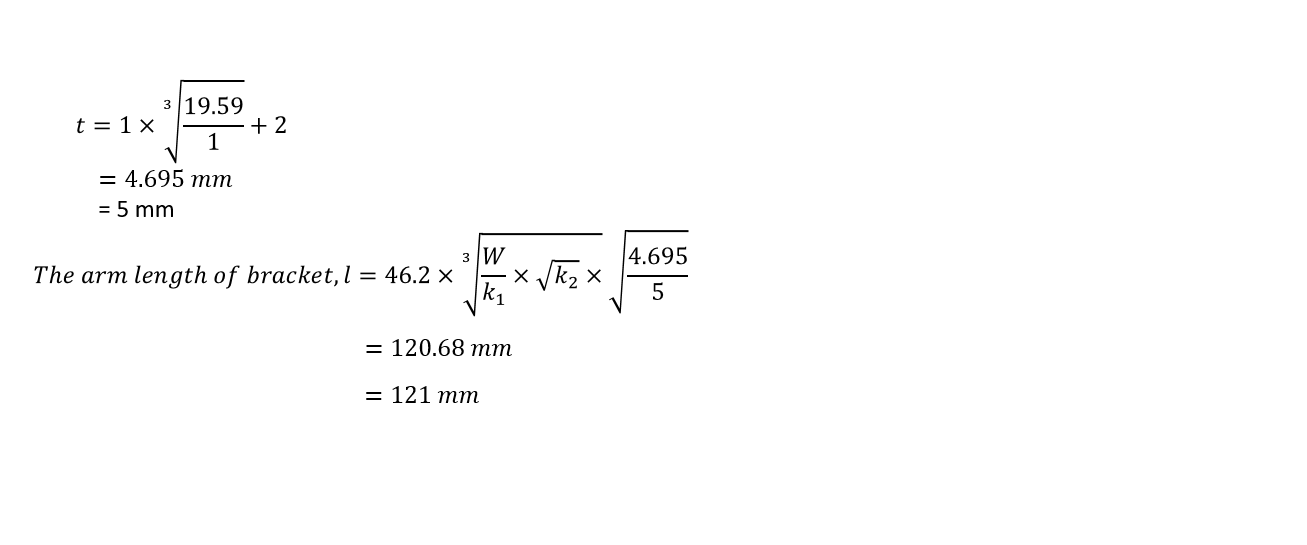 t = 1 × ∛(19.59/1) + 2
= 4.695 mm
= 5 mm
The arm length of bracket, l = 46.2 × ∛(W/k₁ × √k₂ ×) √(4.695/5)
= 120.68 mm
= 121 mm